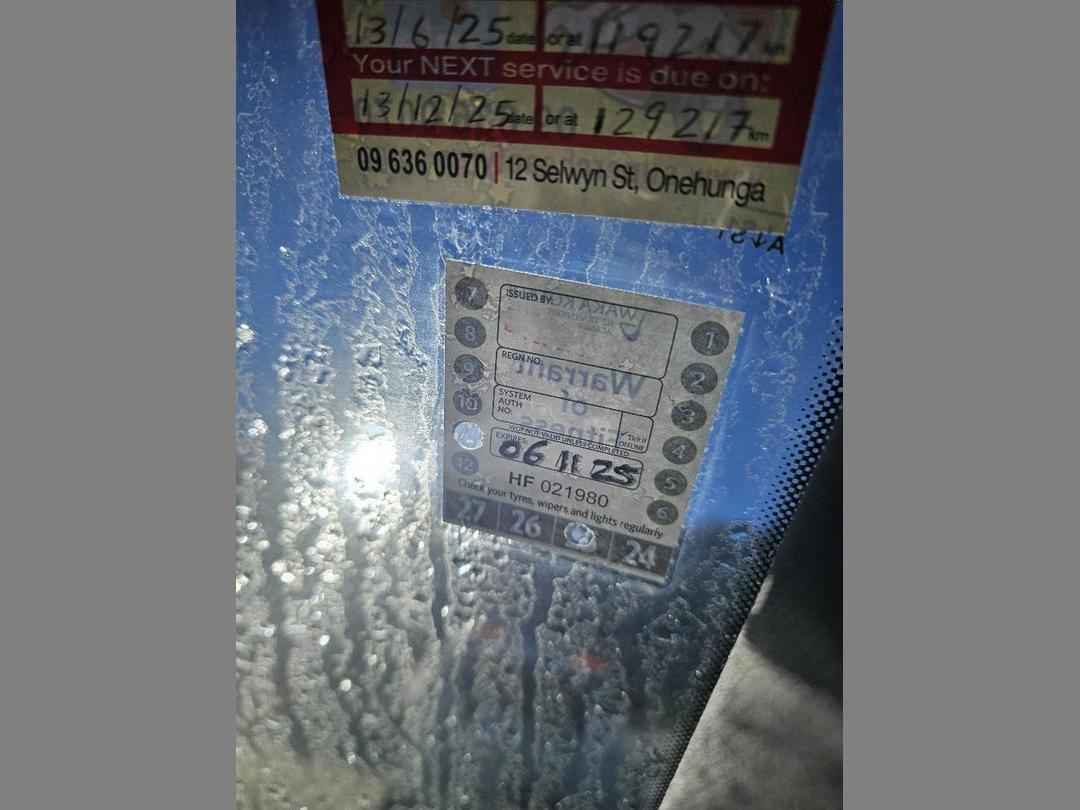 13/6/25 date or at 119217 km
Your NEXT service is due on:
13/12/25 date or at 129217 km
09 636 0070 | 12 Selwyn St, Onehunga
ISSUED BY:
WAKA KO
REGN NO:
Warrant
of
Fitness
SYSTEM
AUTH
NO:
✓ Tick if
OFFLINE
WOF NOT VALID UNLESS COMPLETED
EXPIRES:
06 11 25
HF 021980
Check your tyres, wipers and lights regularly
7
8
9
10
12
1
2
3
4
5
6
27 26 24